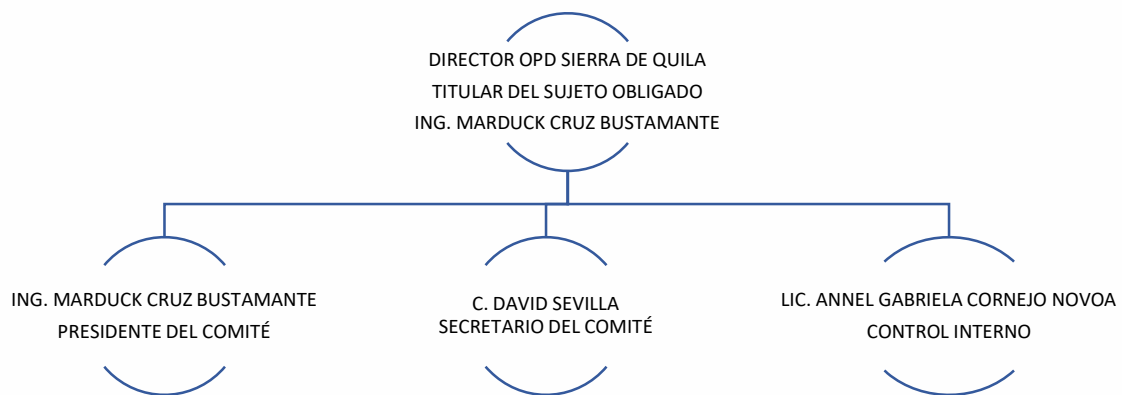 DIRECTOR OPD SIERRA DE QUILA
TITULAR DEL SUJETO OBLIGADO
ING. MARDUCK CRUZ BUSTAMANTE
ING. MARDUCK CRUZ BUSTAMANTE
PRESIDENTE DEL COMITÉ
C. DAVID SEVILLA
SECRETARIO DEL COMITÉ
LIC. ANNEL GABRIELA CORNEJO NOVOA
CONTROL INTERNO